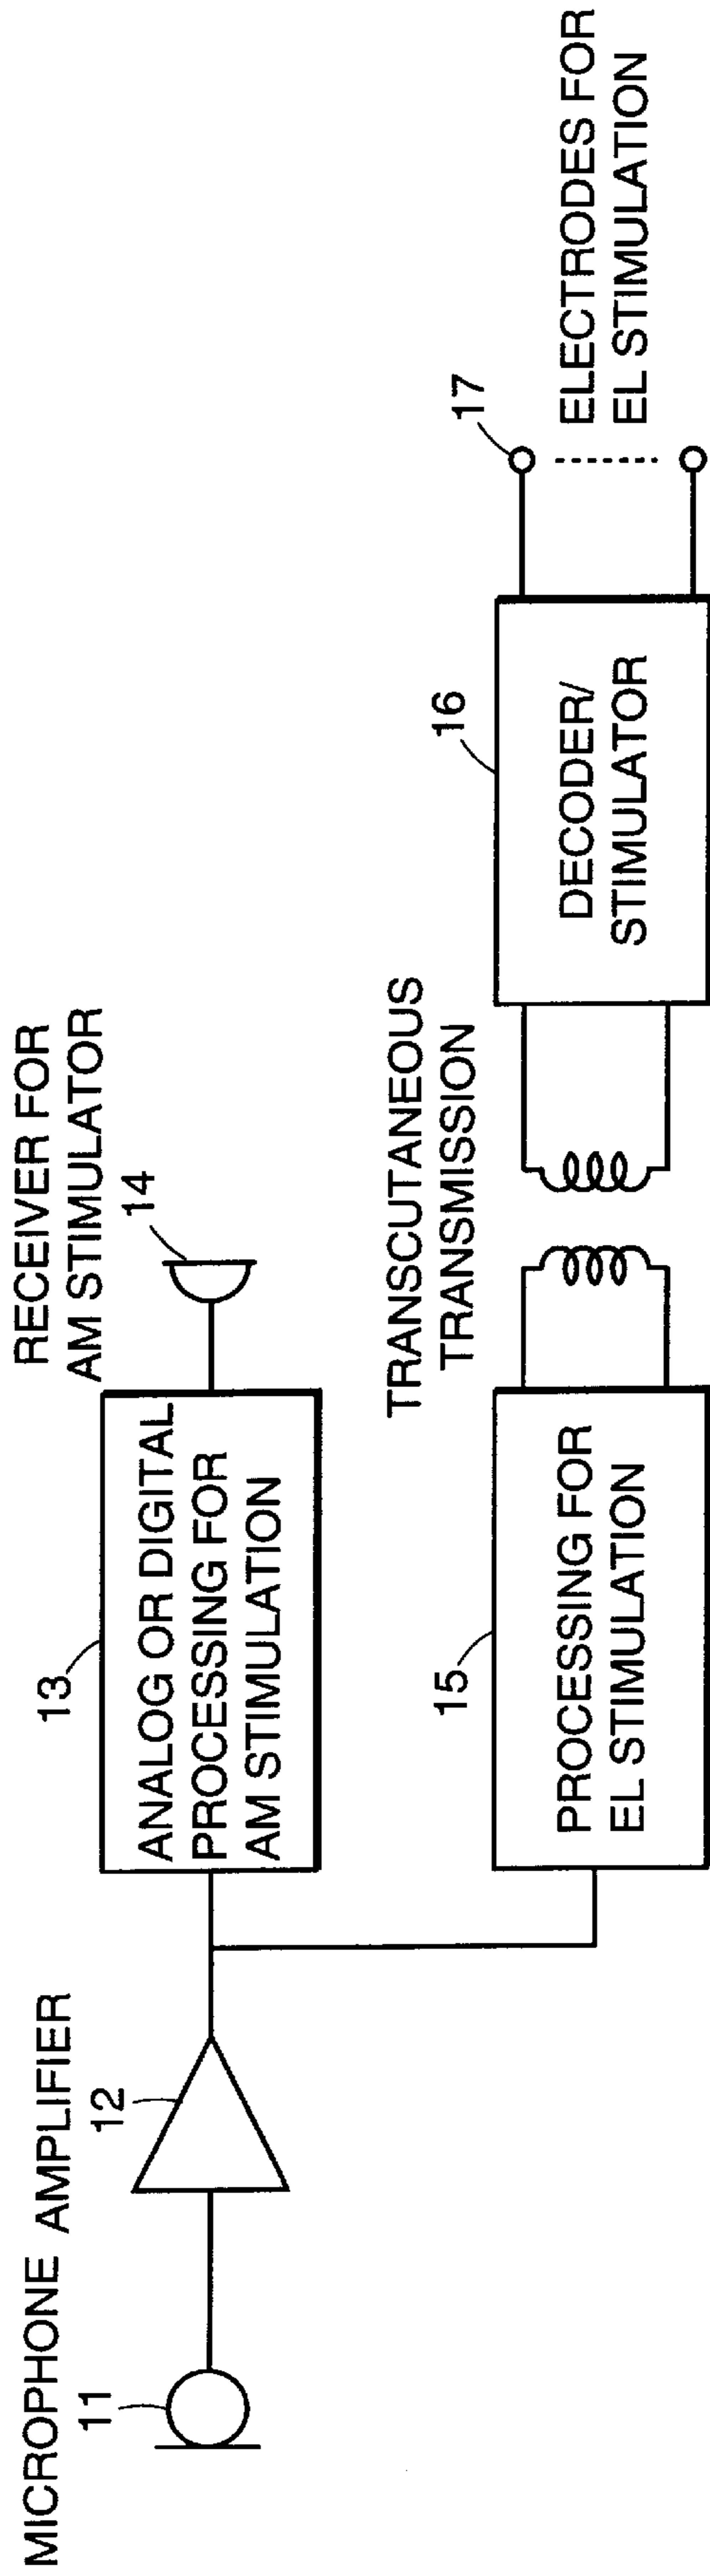 MICROPHONE
11
AMPLIFIER
12
13
ANALOG OR DIGITAL
PROCESSING FOR
AM STIMULATION
RECEIVER FOR
AM STIMULATOR
14
15
PROCESSING FOR
EL STIMULATION
TRANSCUTANEOUS
TRANSMISSION
16
DECODER/
STIMULATOR
17
ELECTRODES FOR
EL STIMULATION